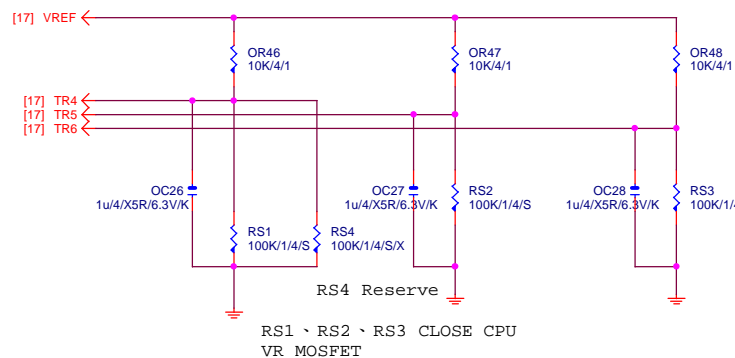 [17] VREF
OR46
10K/4/1
OR47
10K/4/1
OR48
10K/4/1
[17] TR4
[17] TR5
[17] TR6
OC26
1u/4/X5R/6.3V/K
RS1
100K/1/4/S
RS4
100K/1/4/S/X
OC27
1u/4/X5R/6.3V/K
RS2
100K/1/4/S
OC28
1u/4/X5R/6.3V/K
RS3
100K/1/4
RS4 Reserve
RS1、RS2、RS3 CLOSE CPU
VR MOSFET